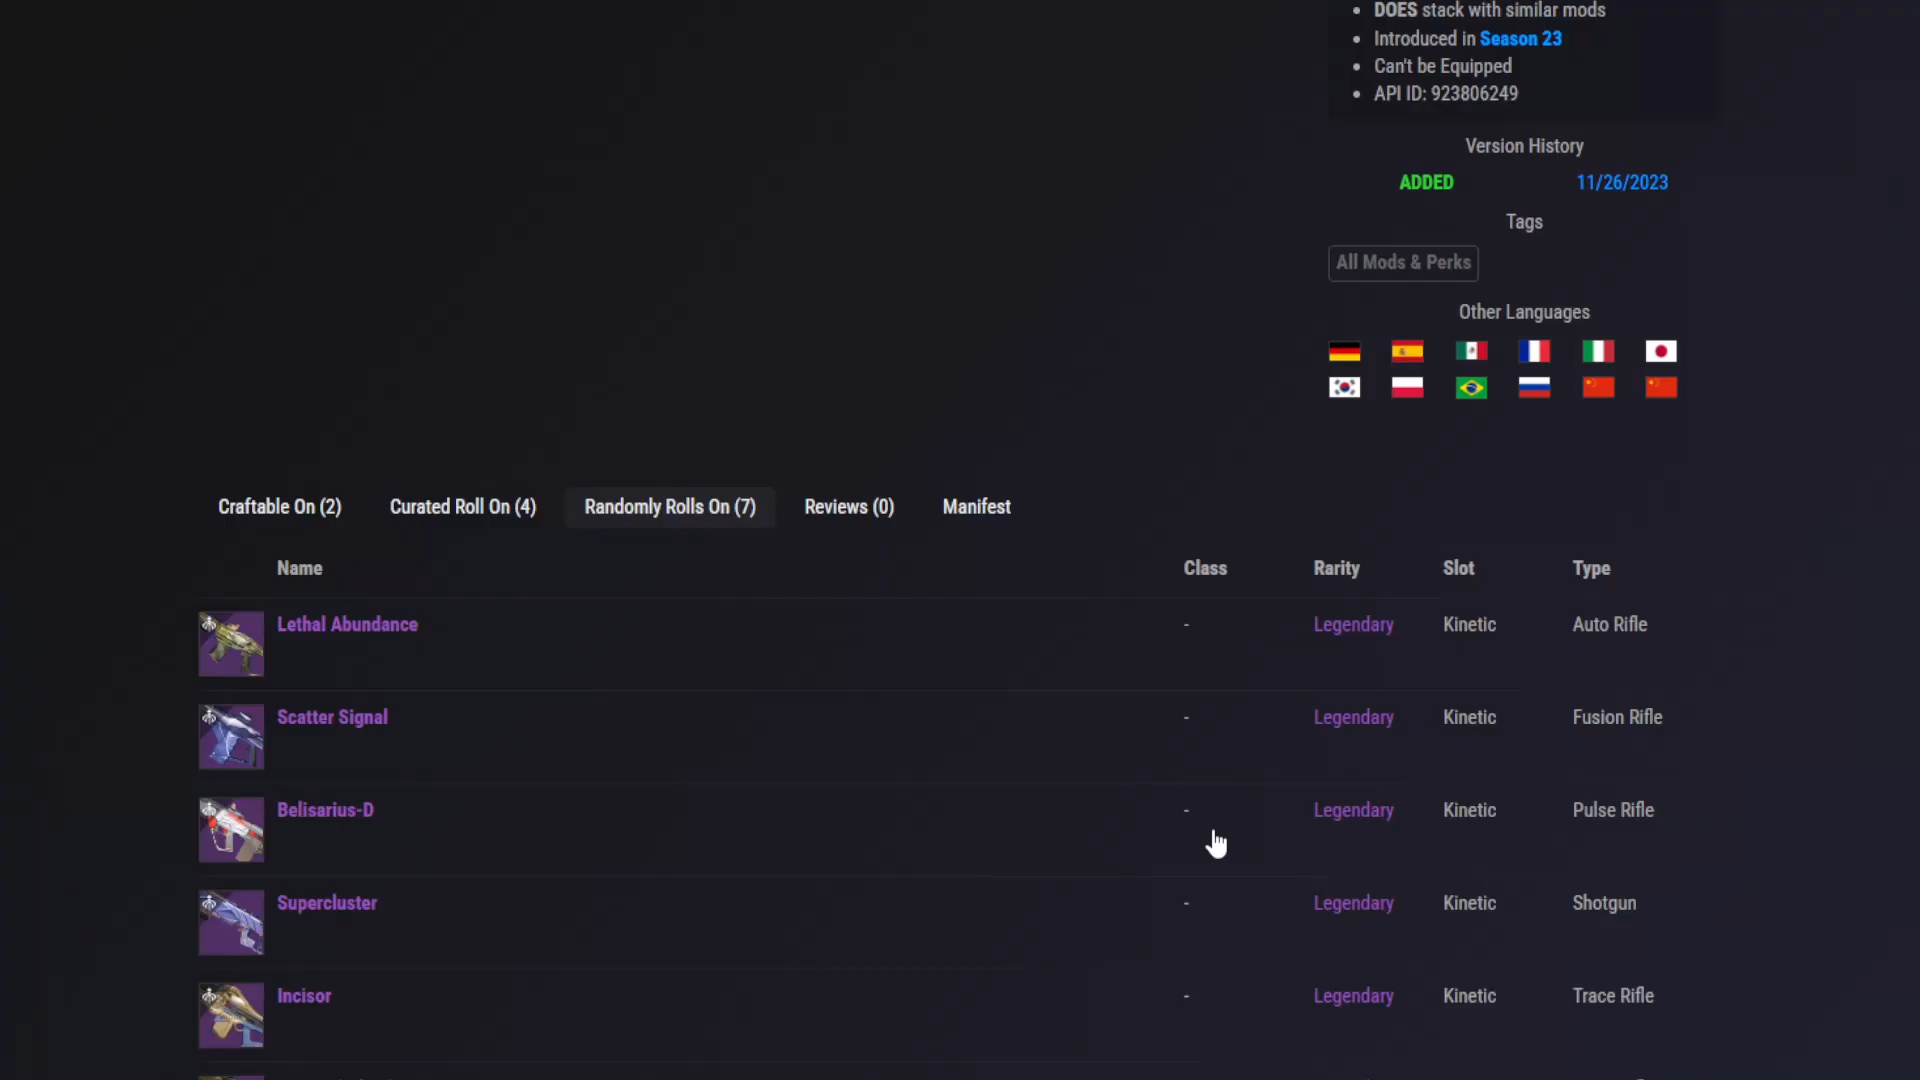 DOES stack with similar mods
Introduced in Season 23
Can't be Equipped
API ID: 923806249
Version History
ADDED 11/26/2023
Tags
All Mods & Perks
Other Languages
Craftable On (2) Curated Roll On (4) Randomly Rolls On (7) Reviews (0) Manifest
Name Class Rarity Slot Type
Lethal Abundance - Legendary Kinetic Auto Rifle
Scatter Signal - Legendary Kinetic Fusion Rifle
Belisarius-D - Legendary Kinetic Pulse Rifle
Supercluster - Legendary Kinetic Shotgun
Incisor - Legendary Kinetic Trace Rifle